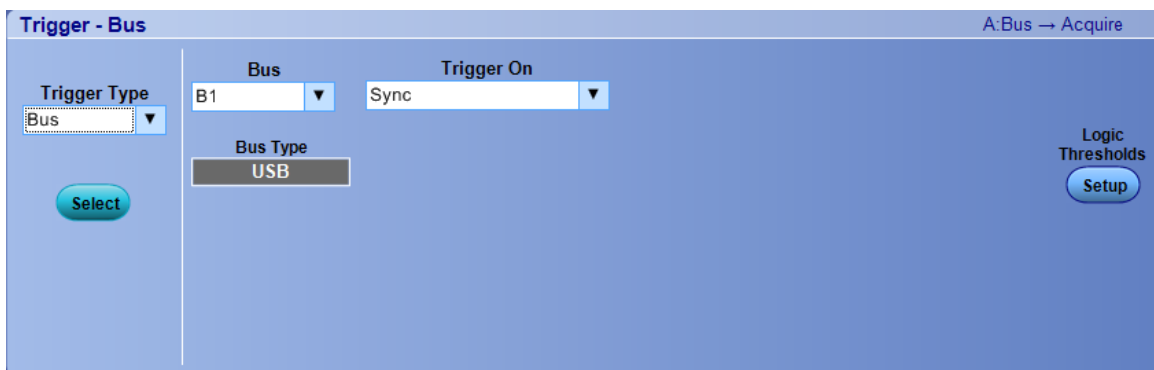 Trigger - Bus
A:Bus → Acquire
Trigger Type
Bus
Select
Bus
B1
Trigger On
Sync
Bus Type
USB
Logic
Thresholds
Setup